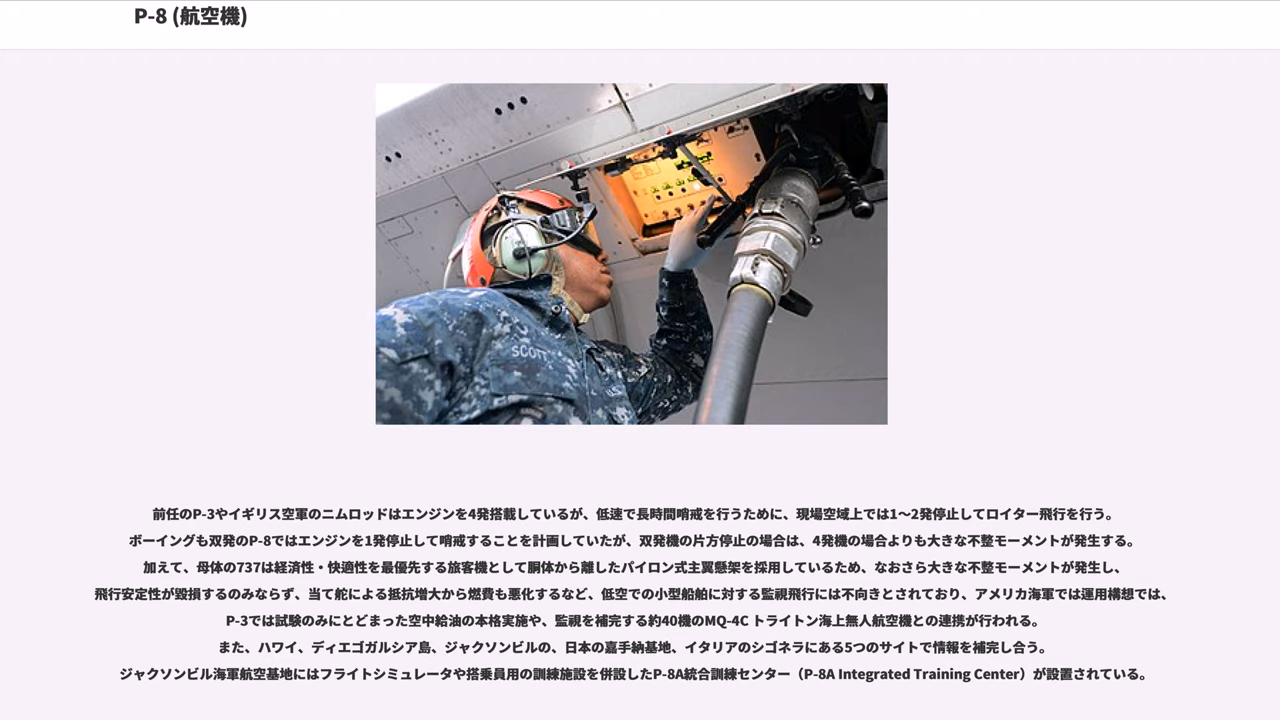 P-8 (航空機)
SCOTT
前任のP-3やイギリス空軍のニムロッドはエンジンを4発搭載しているが、低速で長時間哨戒を行うために、現場空域上では1〜2発停止してロイター飛行を行う。
ボーイングも双発のP-8ではエンジンを1発停止して哨戒することを計画していたが、双発機の片方停止の場合は、4発機の場合よりも大きな不整モーメントが発生する。
加えて、母体の737は経済性・快適性を最優先する旅客機として胴体から離したパイロン式主翼懸架を採用しているため、なおさら大きな不整モーメントが発生し、
飛行安定性が毀損するのみならず、当て舵による抵抗増大から燃費も悪化するなど、低空での小型船舶に対する監視飛行には不向きとされており、アメリカ海軍では運用構想では、
P-3では試験のみにとどまった空中給油の本格実施や、監視を補完する約40機のMQ-4C トライトン海上無人航空機との連携が行われる。
また、ハワイ、ディエゴガルシア島、ジャクソンビルの、日本の嘉手納基地、イタリアのシゴネラにある5つのサイトで情報を補完し合う。
ジャクソンビル海軍航空基地にはフライトシミュレータや搭乗員用の訓練施設を併設したP-8A統合訓練センター（P-8A Integrated Training Center）が設置されている。